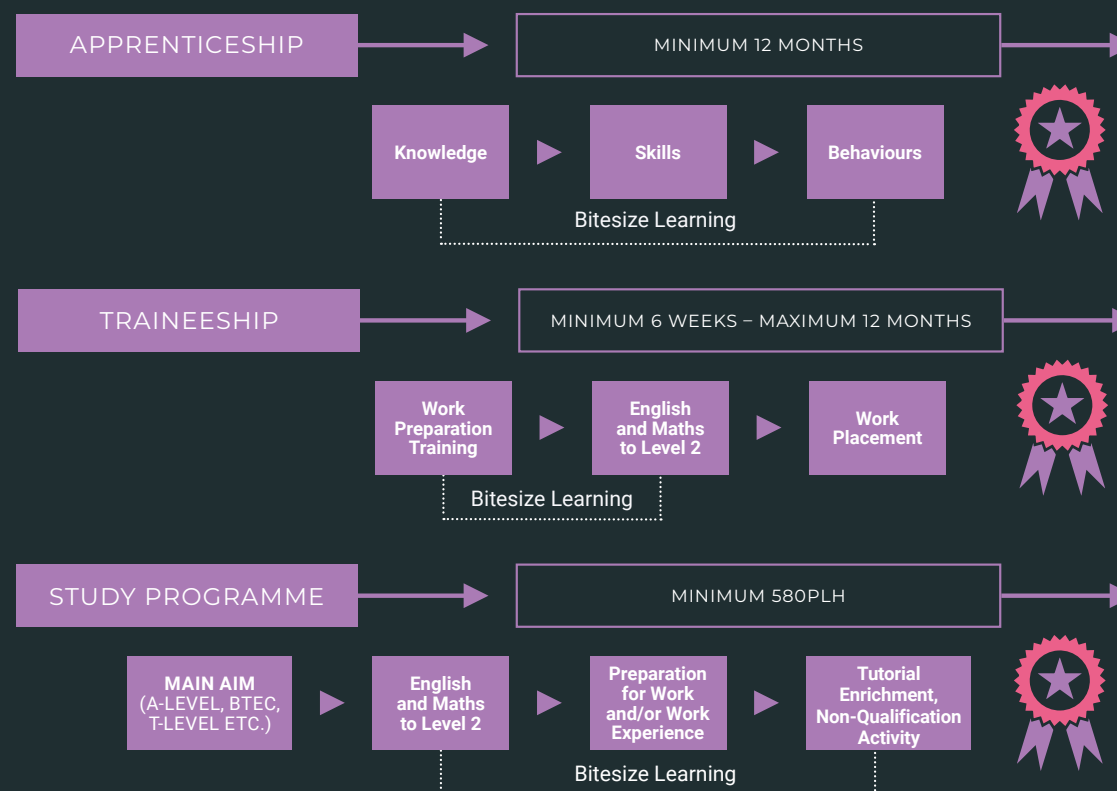 APPRENTICESHIP
MINIMUM 12 MONTHS
Knowledge
Skills
Behaviours
Bitesize Learning
TRAINEESHIP
MINIMUM 6 WEEKS – MAXIMUM 12 MONTHS
Work
Preparation
Training
English
and Maths
to Level 2
Work
Placement
Bitesize Learning
STUDY PROGRAMME
MINIMUM 580PLH
MAIN AIM
(A-LEVEL, BTEC,
T-LEVEL ETC.)
English
and Maths
to Level 2
Preparation
for Work
and/or Work
Experience
Tutorial
Enrichment,
Non-Qualification
Activity
Bitesize Learning